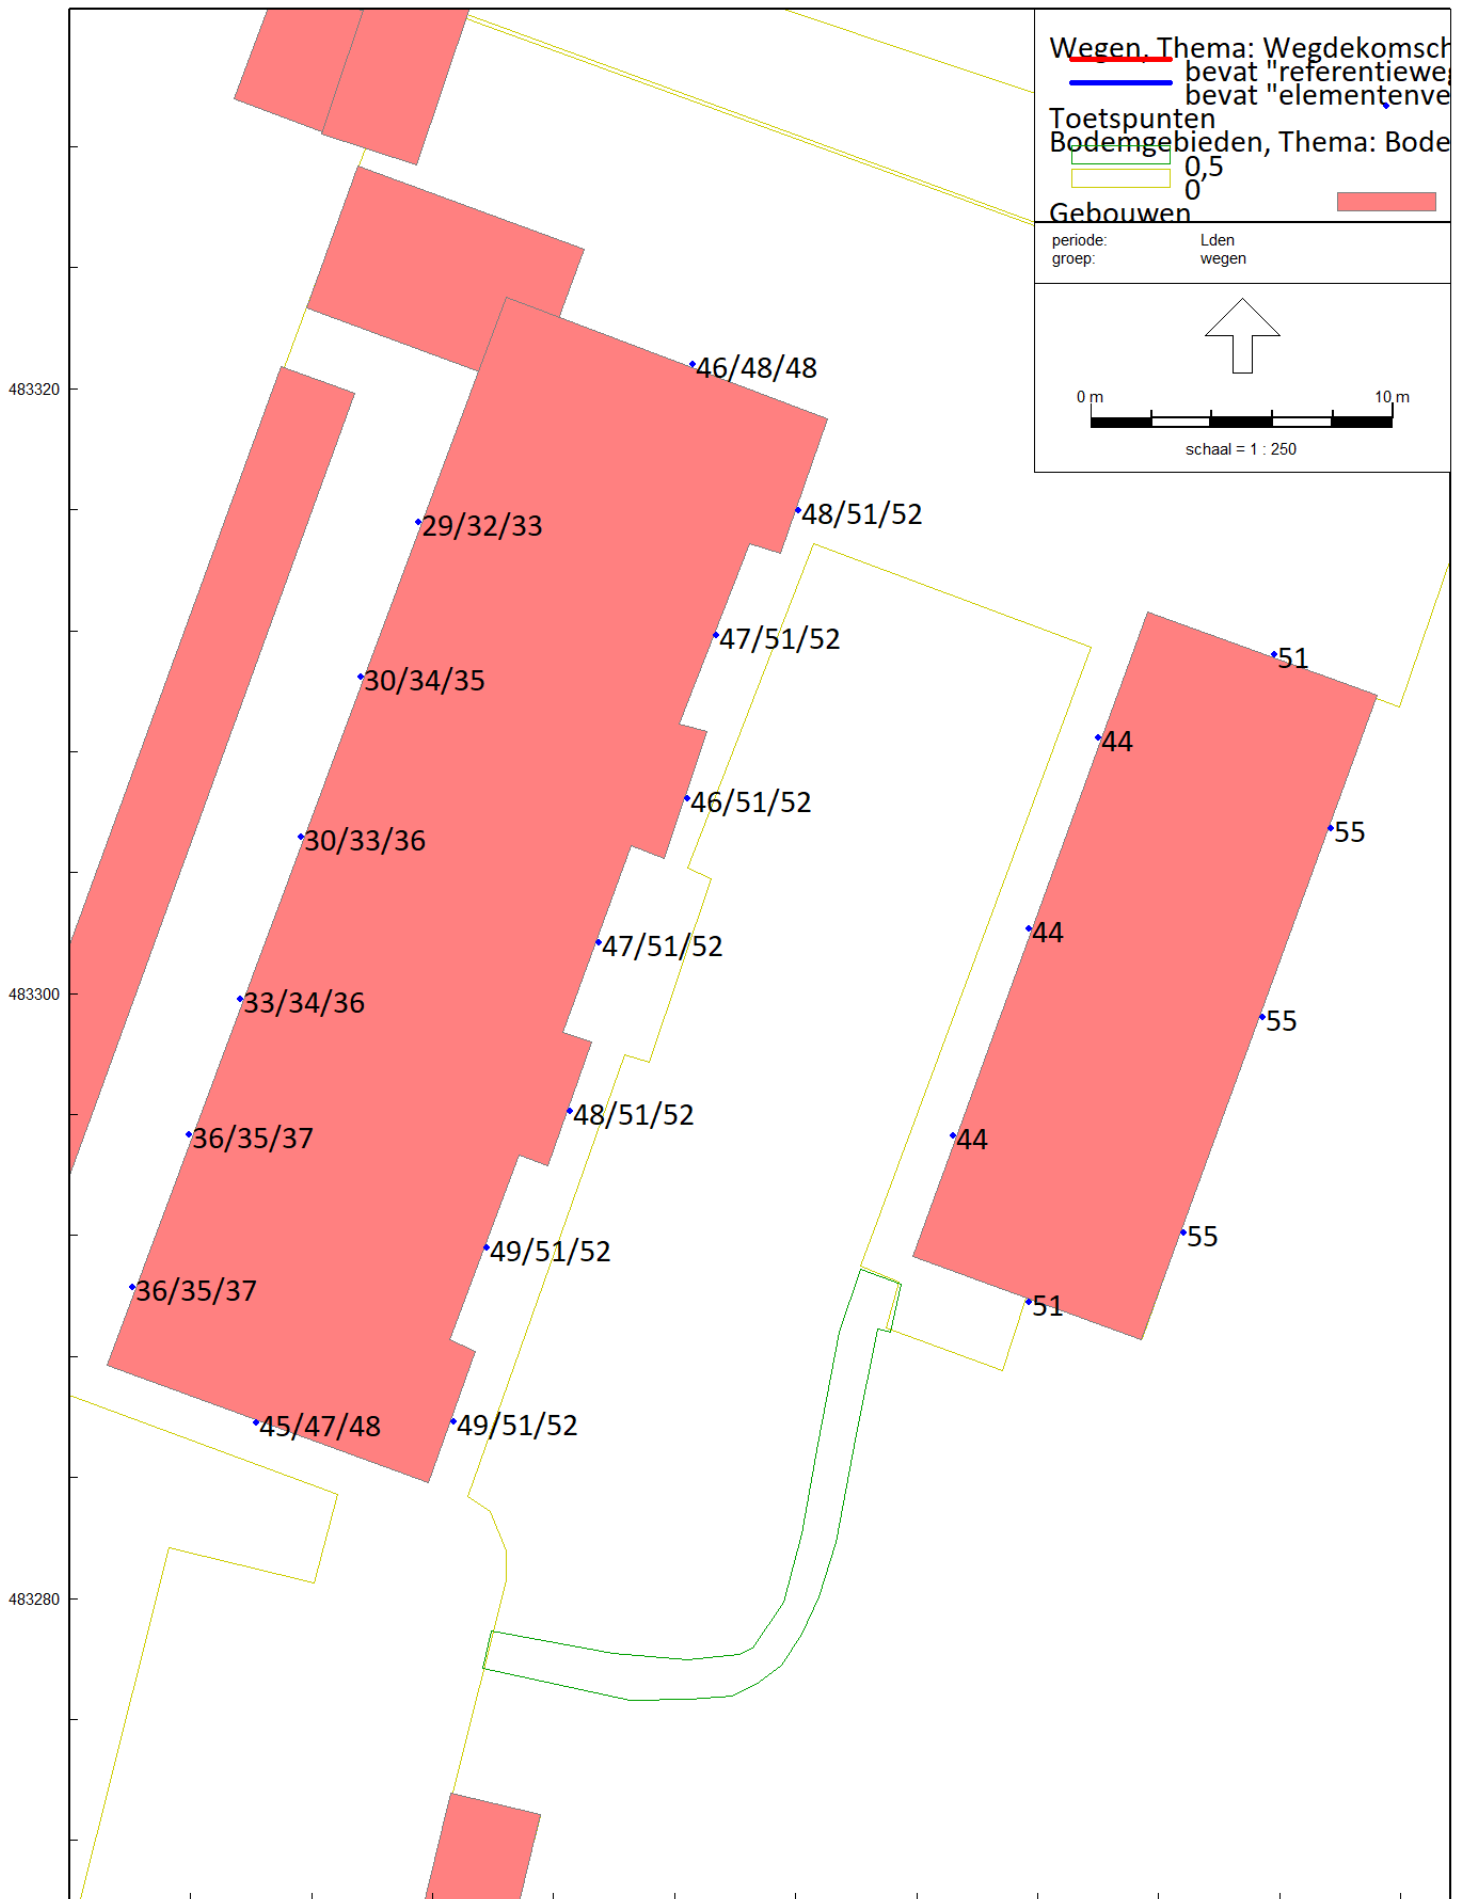 Wegen, Thema: Wegdekomsch
bevat "referentieweg
bevat "elementenve
Toetspunten
Bodemgebieden, Thema: Bode
0,5
0
Gebouwen
periode: Lden
groep: wegen
0 m 10 m
schaal = 1 : 250
483320
46/48/48
48/51/52
29/32/33
47/51/52
51
30/34/35
44
46/51/52
55
30/33/36
44
47/51/52
483300
33/34/36
55
48/51/52
36/35/37
44
55
49/51/52
36/35/37
51
45/47/48
49/51/52
483280